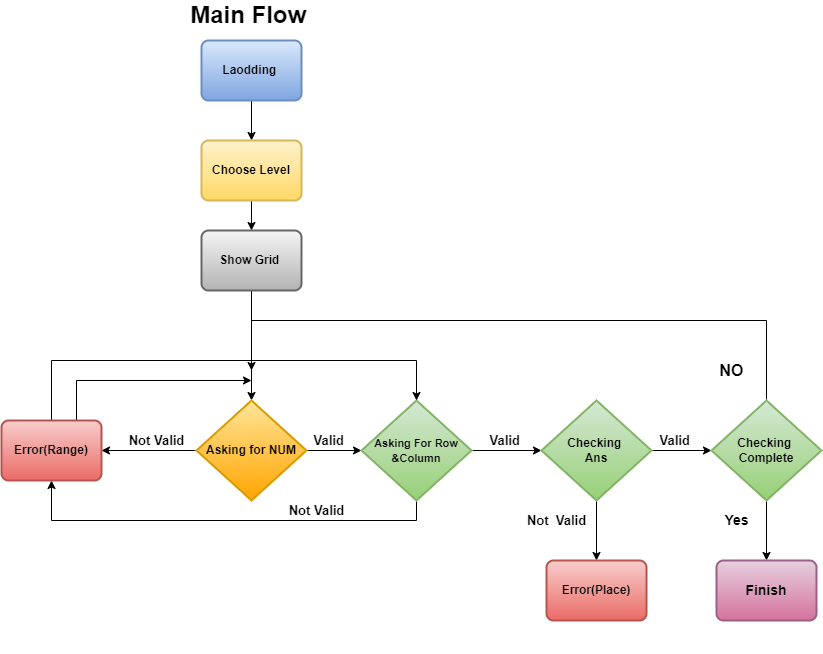 Main Flow
Laodding
Choose Level
Show Grid
NO
Error(Range)
Not Valid
Asking for NUM
Valid
Asking For Row
&Column
Valid
Checking
Ans
Valid
Checking
Complete
Not Valid
Not  Valid
Yes
Error(Place)
Finish